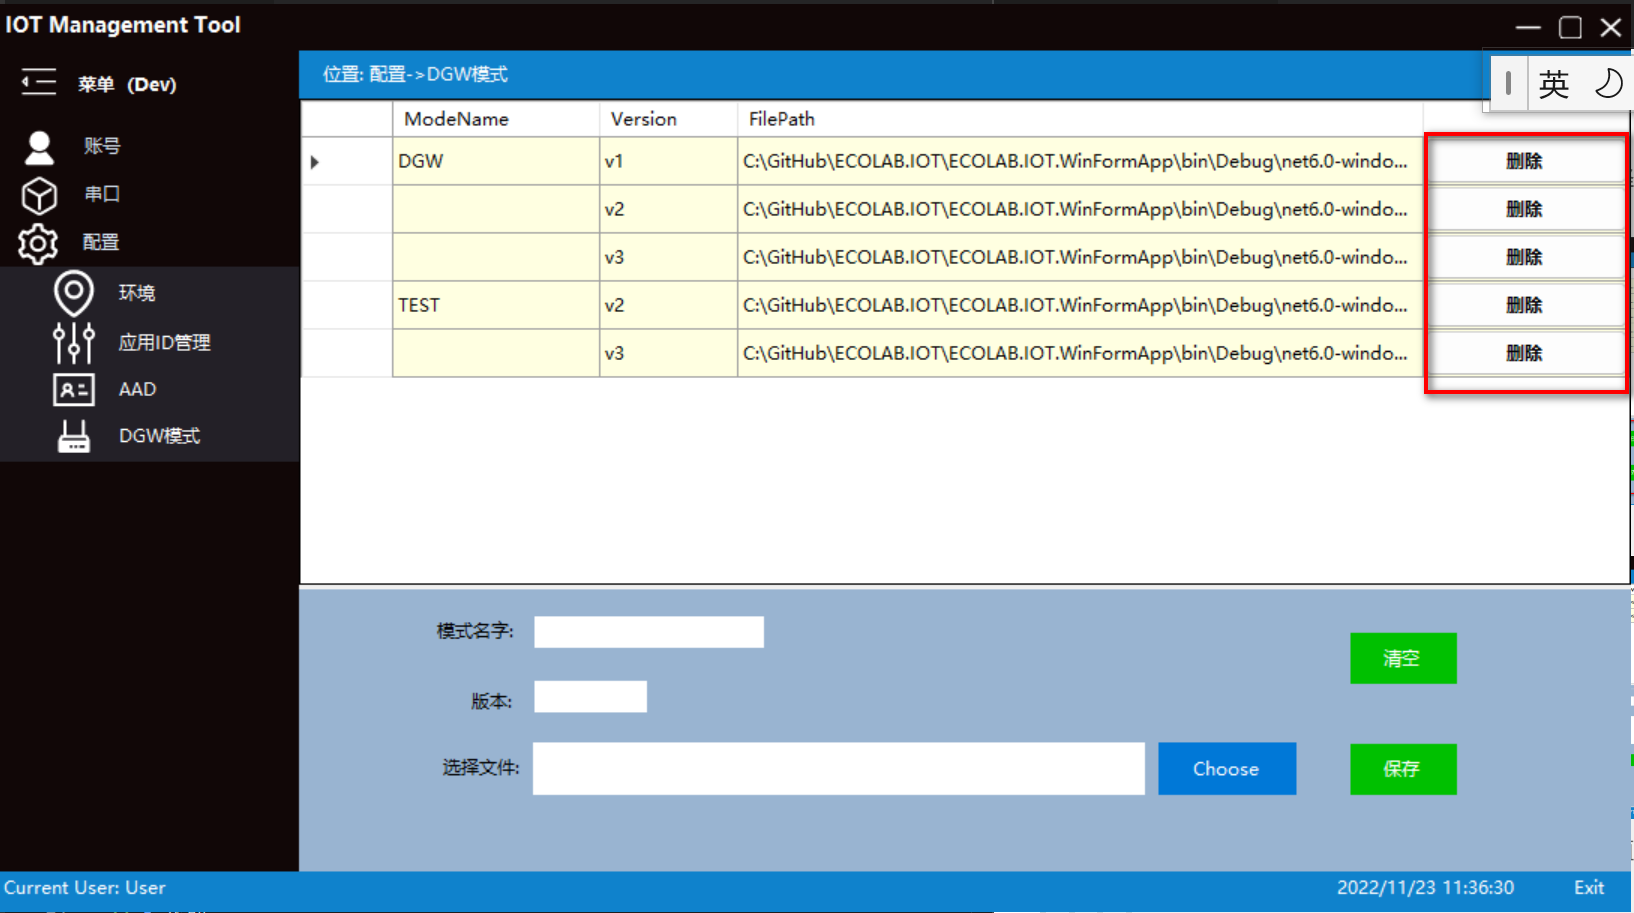 IOT Management Tool
菜单 (Dev)
位置: 配置->DGW模式
英
账号
串口
配置
环境
应用ID管理
AAD
DGW模式
ModeName Version FilePath
DGW v1 C:\GitHub\ECOLAB.IOT\ECOLAB.IOT.WinFormApp\bin\Debug\net6.0-windo... 删除
v2 C:\GitHub\ECOLAB.IOT\ECOLAB.IOT.WinFormApp\bin\Debug\net6.0-windo... 删除
v3 C:\GitHub\ECOLAB.IOT\ECOLAB.IOT.WinFormApp\bin\Debug\net6.0-windo... 删除
TEST v2 C:\GitHub\ECOLAB.IOT\ECOLAB.IOT.WinFormApp\bin\Debug\net6.0-windo... 删除
v3 C:\GitHub\ECOLAB.IOT\ECOLAB.IOT.WinFormApp\bin\Debug\net6.0-windo... 删除
模式名字:
清空
版本:
选择文件: Choose 保存
Current User: User 2022/11/23 11:36:30 Exit